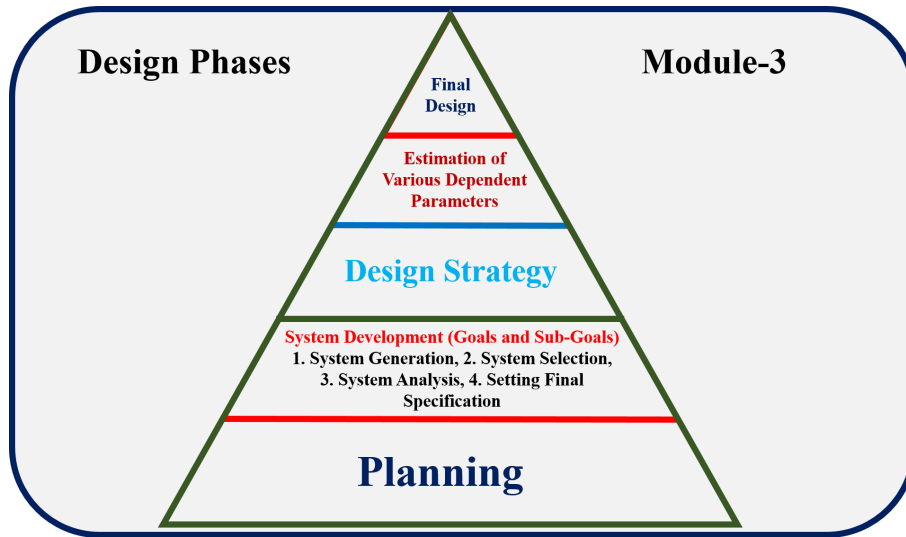 Design Phases
Module-3
Final
Design
Estimation of
Various Dependent
Parameters
Design Strategy
System Development (Goals and Sub-Goals)
1. System Generation, 2. System Selection,
3. System Analysis, 4. Setting Final
Specification
Planning